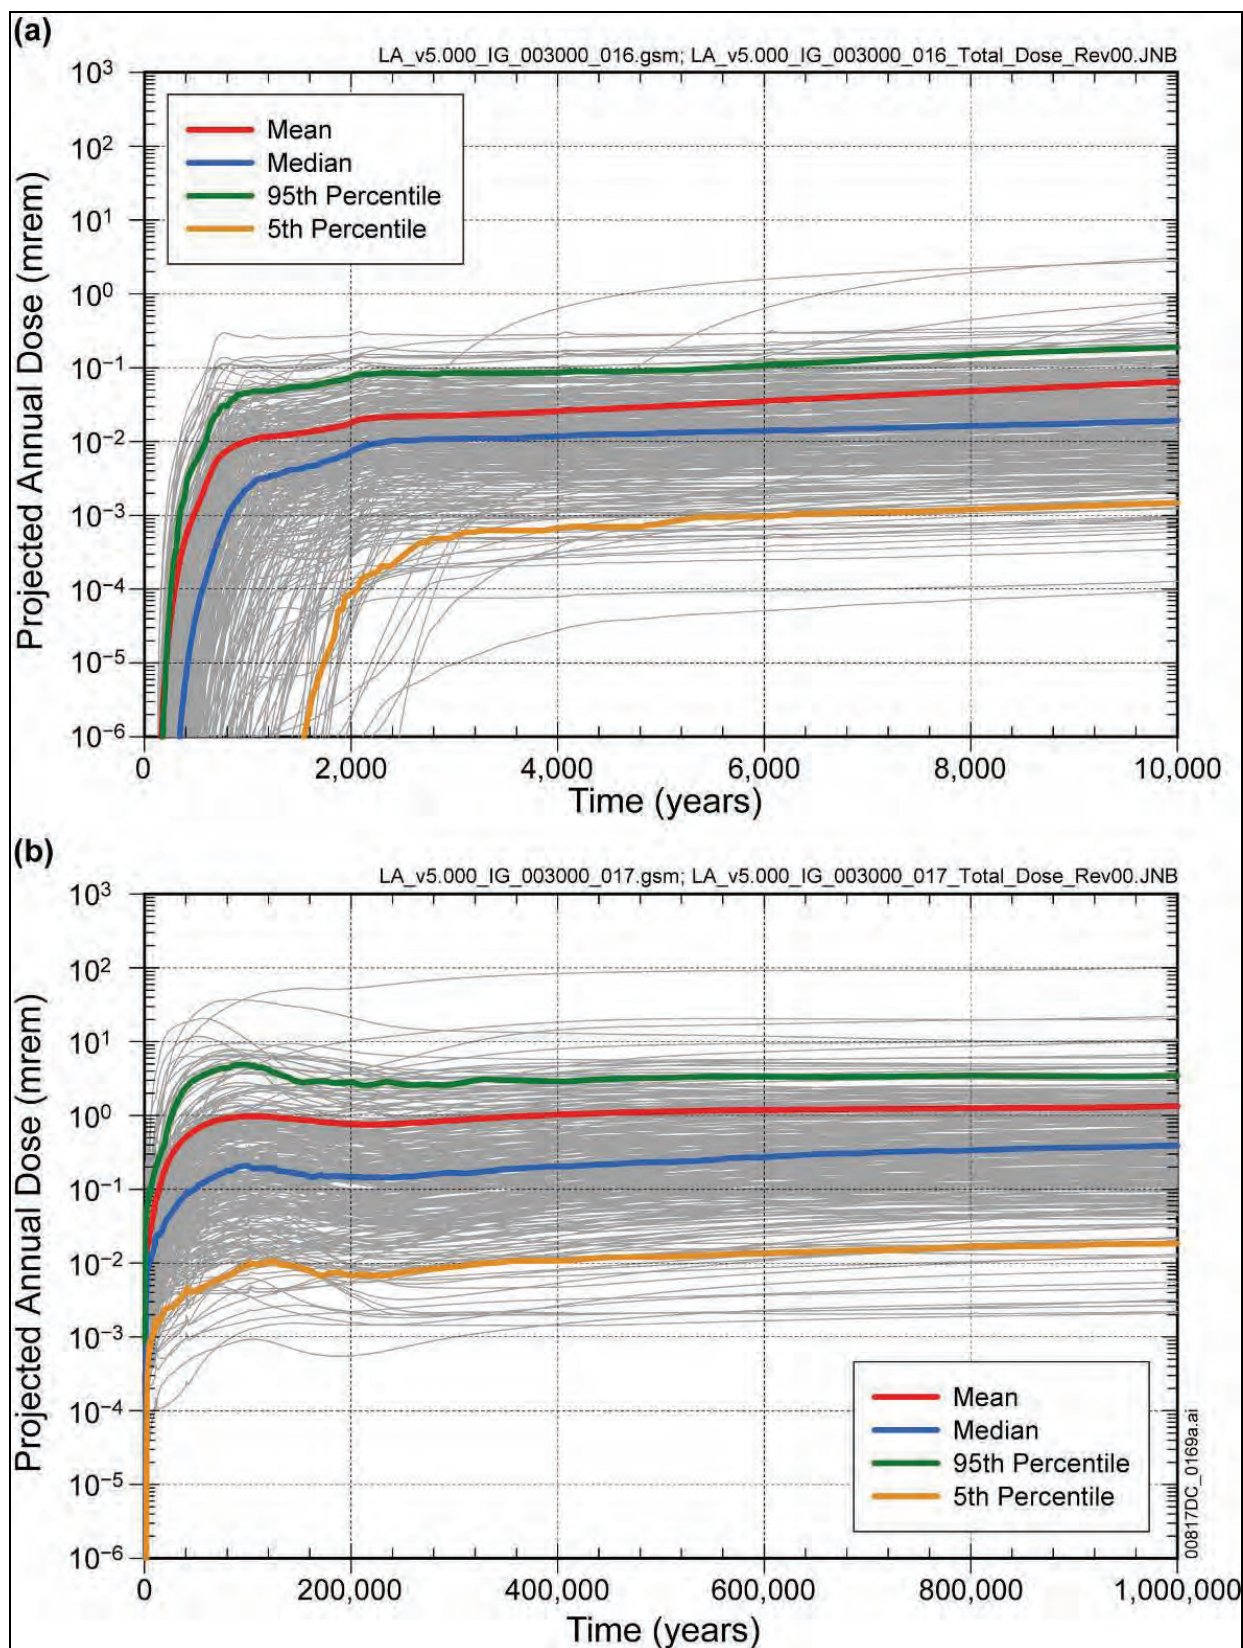 (a)
LA_v5.000_IG_003000_016.gsm; LA_v5.000_IG_003000_016_Total_Dose_Rev00.JNB
Projected Annual Dose (mrem)
10³
10²
10¹
10⁰
10⁻¹
10⁻²
10⁻³
10⁻⁴
10⁻⁵
10⁻⁶
Mean
Median
95th Percentile
5th Percentile
0 2,000 4,000 6,000 8,000 10,000
Time (years)
(b)
LA_v5.000_IG_003000_017.gsm; LA_v5.000_IG_003000_017_Total_Dose_Rev00.JNB
Projected Annual Dose (mrem)
10³
10²
10¹
10⁰
10⁻¹
10⁻²
10⁻³
10⁻⁴
10⁻⁵
10⁻⁶
Mean
Median
95th Percentile
5th Percentile
00817DC_0169a.ai
0 200,000 400,000 600,000 800,000 1,000,000
Time (years)